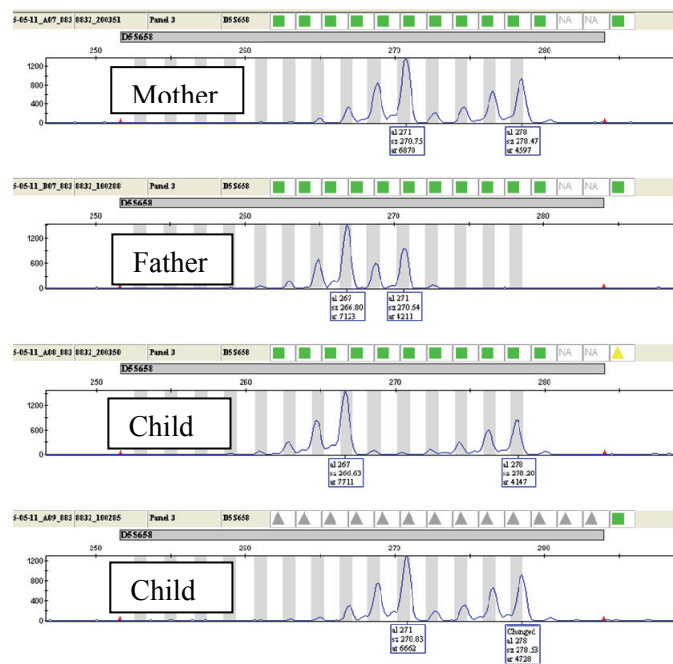 5-05-11_A07_883 8832_200351 Panel 3 D5S658 NA NA
D5S658
250 260 270 280
1200
800
400
0
Mother
al 271
sz 270.75
ar 6870
al 278
sz 278.47
ar 4597
5-05-11_B07_883 8832_100288 Panel 3 D5S658 NA NA
D5S658
250 260 270 280
1200
600
0
Father
al 267
sz 266.80
ar 7123
al 271
sz 270.64
ar 4211
5-05-11_A08_883 8832_200350 Panel 3 D5S658 NA NA
D5S658
250 260 270 280
1200
600
0
Child
al 267
sz 266.63
ar 7711
al 278
sz 278.20
ar 4147
5-05-11_A09_883 8832_100285 Panel 3 D5S658
D5S658
250 260 270 280
1200
800
400
0
Child
al 271
sz 270.83
ar 6662
Changed
al 278
sz 278.53
ar 4728